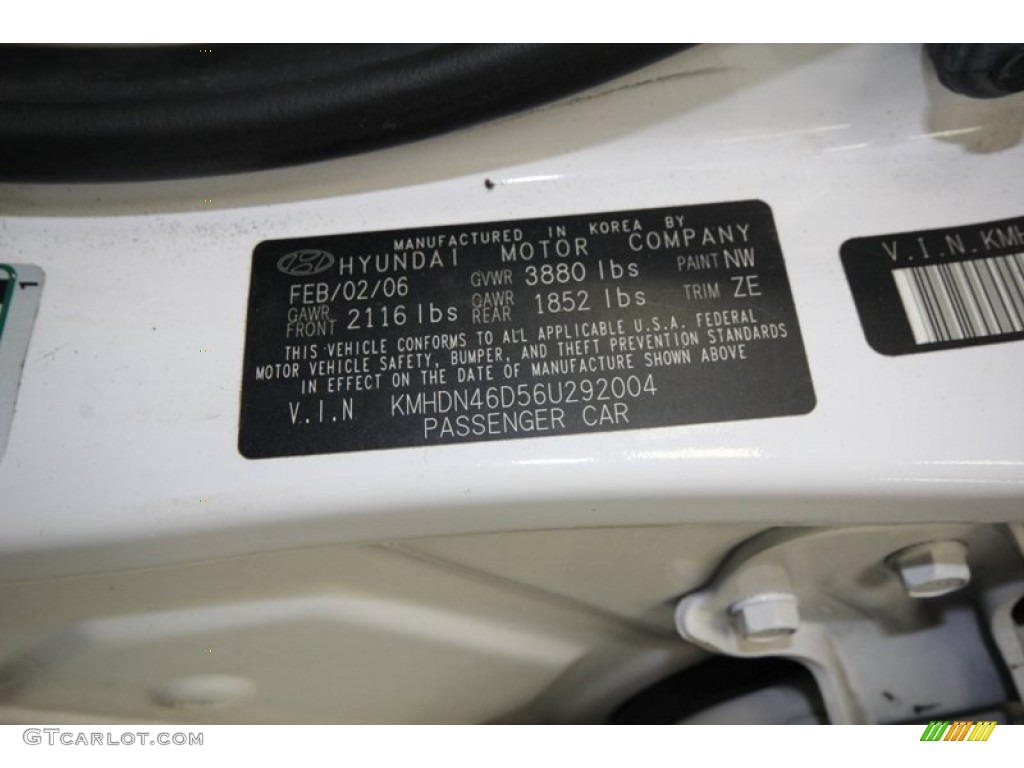 MANUFACTURED IN KOREA BY
HYUNDAI MOTOR COMPANY
FEB/02/06 GVWR 3880 lbs PAINT NW
GAWR FRONT 2116 lbs GAWR REAR 1852 lbs TRIM ZE
THIS VEHICLE CONFORMS TO ALL APPLICABLE U.S.A. FEDERAL
MOTOR VEHICLE SAFETY, BUMPER, AND THEFT PREVENTION STANDARDS
IN EFFECT ON THE DATE OF MANUFACTURE SHOWN ABOVE
V.I.N KMHDN46D56U292004
PASSENGER CAR
V.I.N.KMH
1
GTCarLot.com